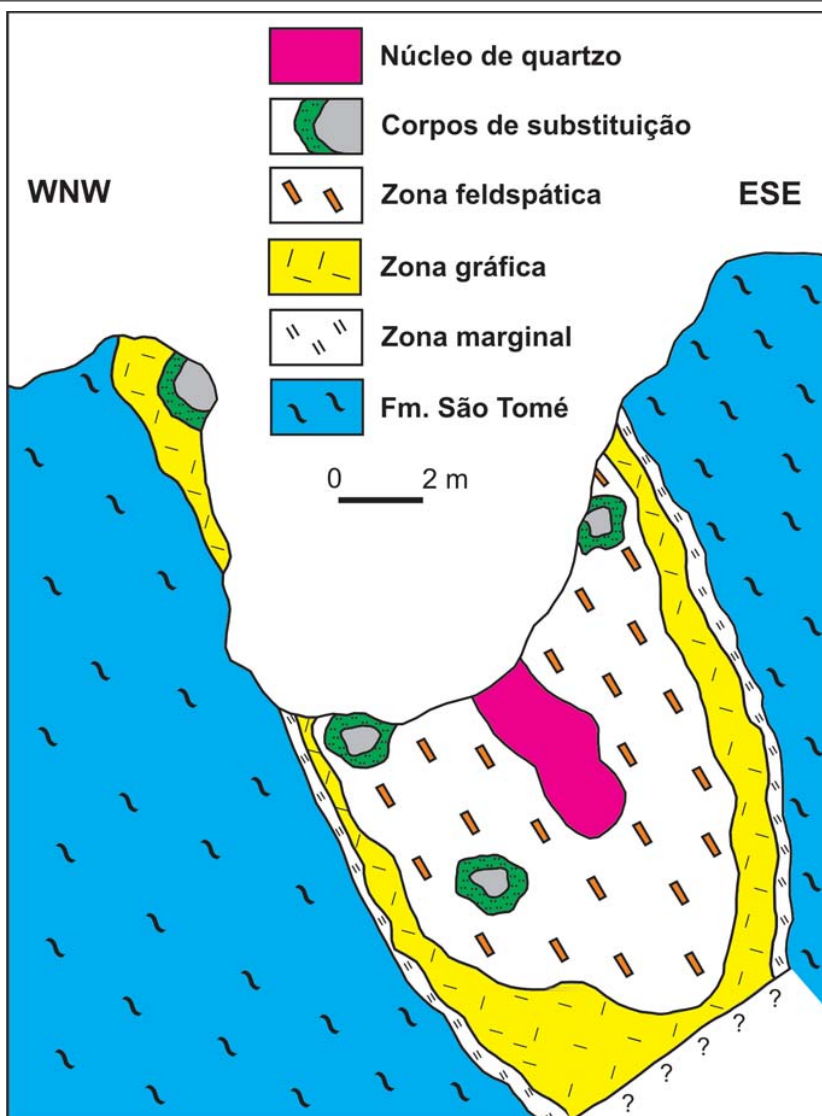 Núcleo de quartzo
Corpos de substituição
WNW
Zona feldspática
ESE
Zona gráfica
Zona marginal
Fm. São Tomé
0 2 m
?
?
?
?
?